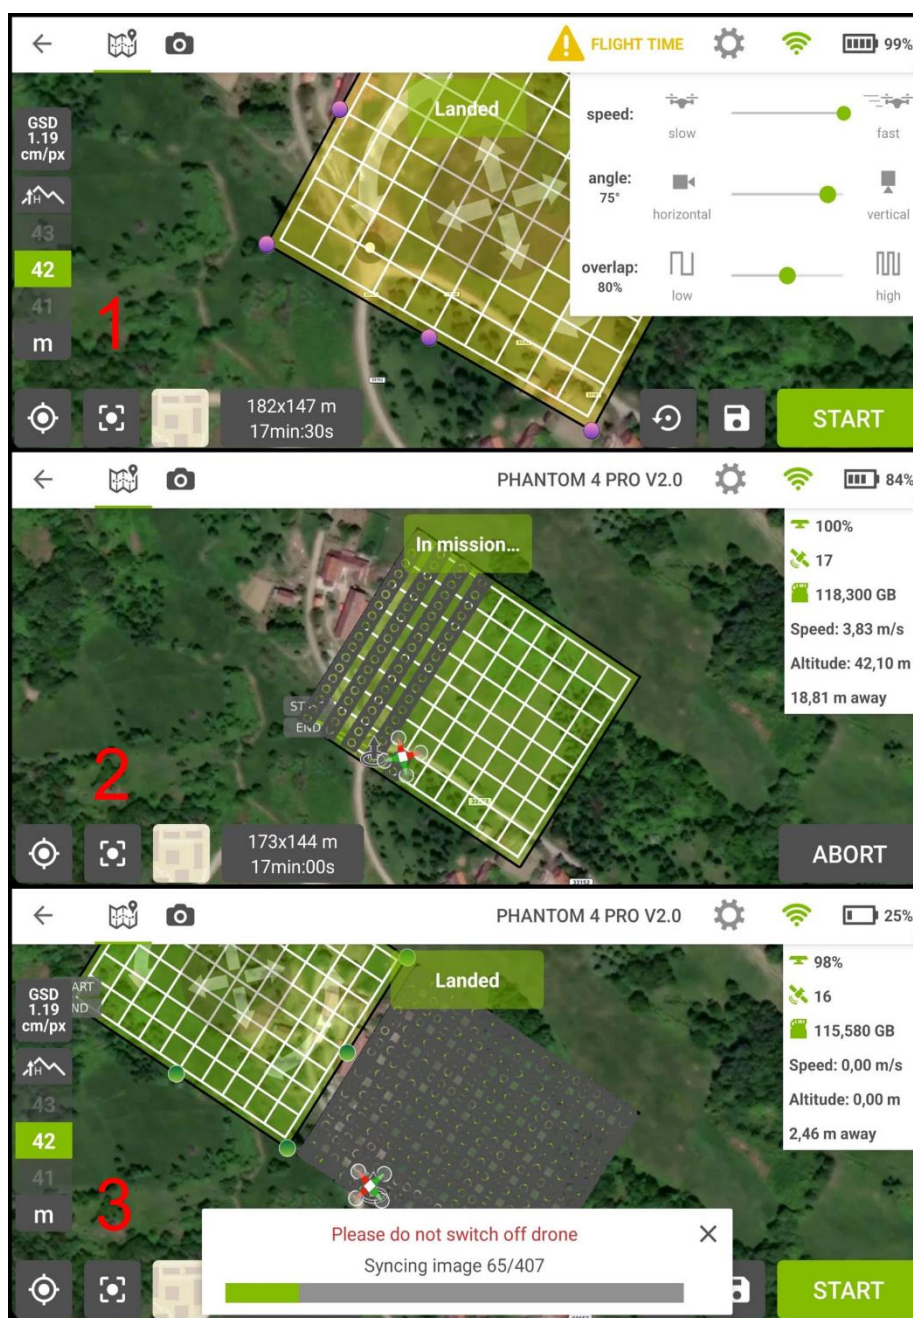 FLIGHT TIME
99%
GSD
1.19
cm/px
Landed
speed:
slow
fast
angle:
75°
horizontal
vertical
overlap:
80%
low
high
H
43
42
41
m
1
182x147 m
17min:30s
START
PHANTOM 4 PRO V2.0
84%
In mission...
100%
17
118,300 GB
Speed: 3,83 m/s
Altitude: 42,10 m
18,81 m away
ST
END
2
173x144 m
17min:00s
33152
ABORT
PHANTOM 4 PRO V2.0
25%
Landed
98%
16
115,580 GB
Speed: 0,00 m/s
Altitude: 0,00 m
2,46 m away
ART
ND
GSD
1.19
cm/px
H
43
42
41
m
3
Please do not switch off drone
Syncing image 65/407
START